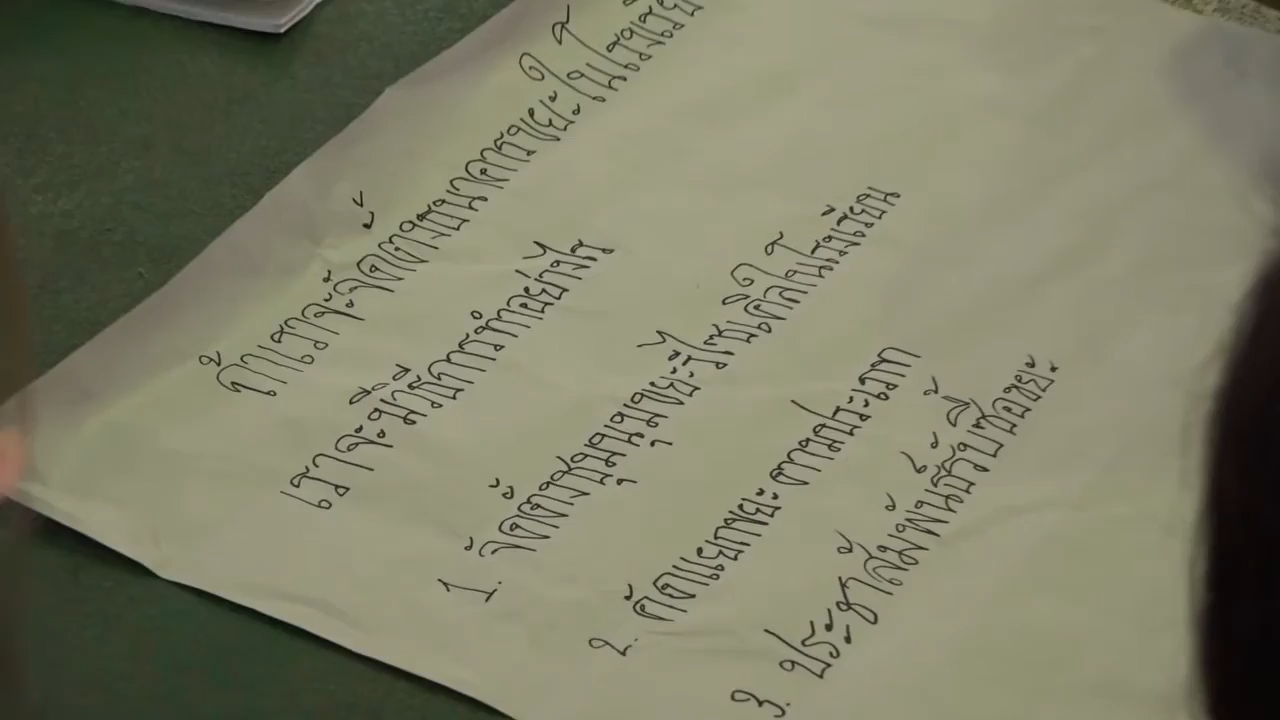 ถ้าเราจะจัดตั้งธนาคารขยะในโรงเรีย
เราจะมีวิธีการทำอย่างไร
1. จัดตั้งชุมนุมขยะรีไซเคิลในโรงเรียน
2. คัดแยกขยะ ตามประเภท
3. ประชาสัมพันธ์รับซื้อขยะ